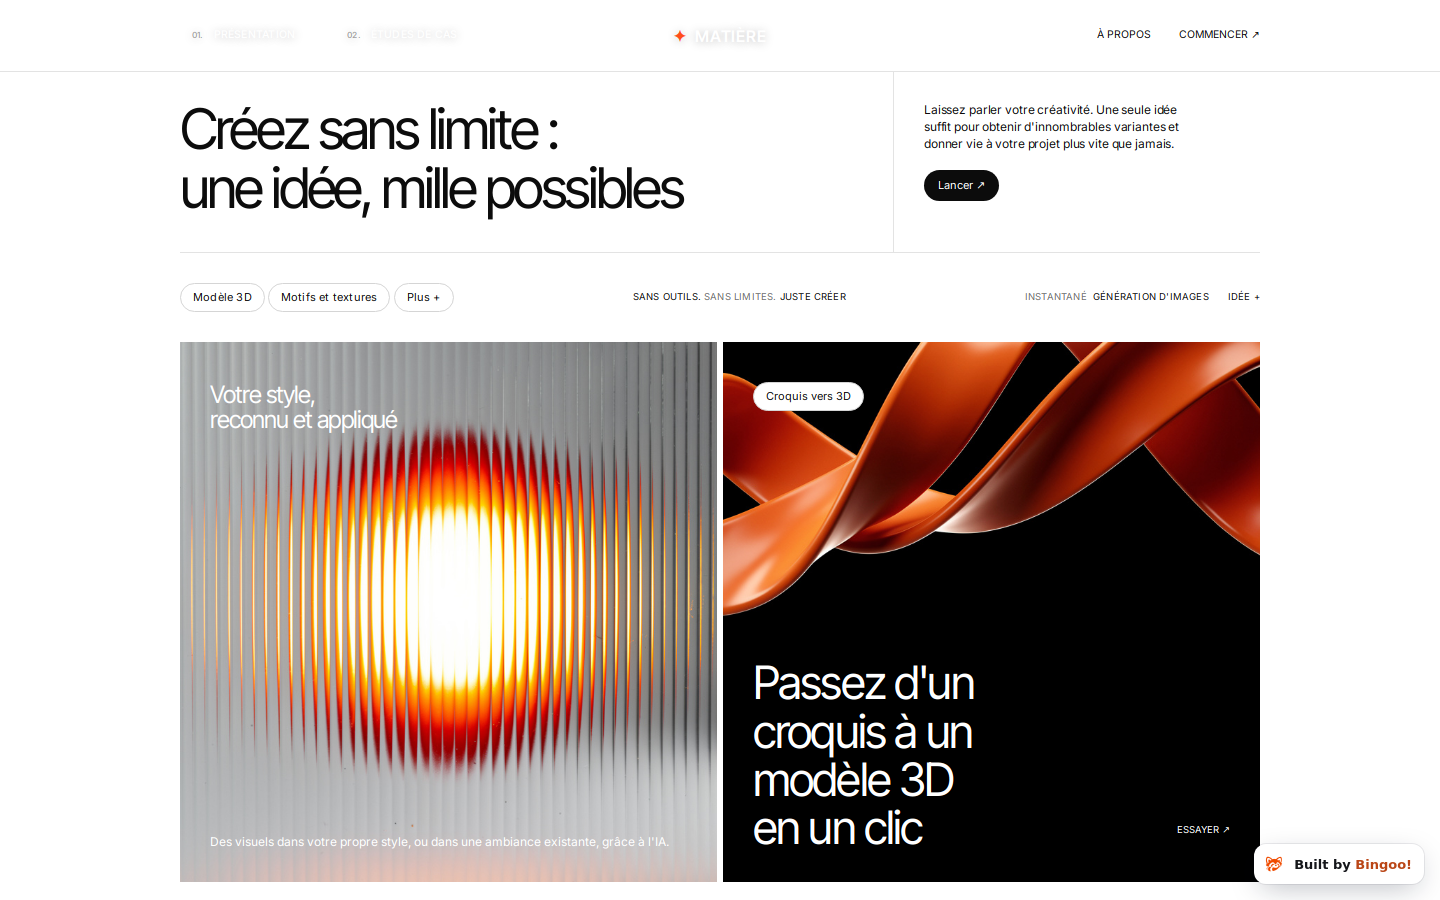 01. PRÉSENTATION
02. ÉTUDES DE CAS
MATIÈRE
À PROPOS
COMMENCER ↗
Créez sans limite :
une idée, mille possibles
Laissez parler votre créativité. Une seule idée
suffit pour obtenir d'innombrables variantes et
donner vie à votre projet plus vite que jamais.
Lancer ↗
Modèle 3D
Motifs et textures
Plus +
SANS OUTILS. SANS LIMITES. JUSTE CRÉER
INSTANTANÉ GÉNÉRATION D'IMAGES
IDÉE +
Votre style,
reconnu et appliqué
Des visuels dans votre propre style, ou dans une ambiance existante, grâce à l'IA.
Croquis vers 3D
Passez d'un
croquis à un
modèle 3D
en un clic
ESSAYER ↗
Built by Bingoo!